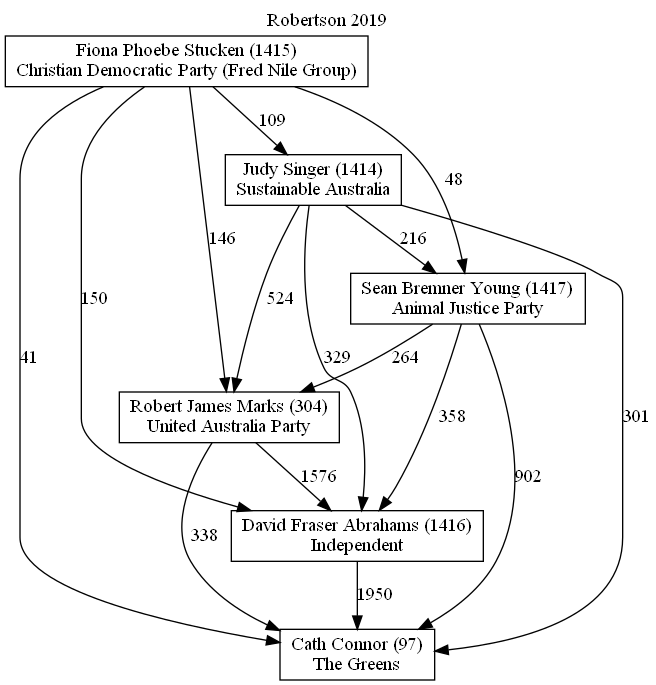 Robertson 2019
Fiona Phoebe Stucken (1415)
Christian Democratic Party (Fred Nile Group)
109
Judy Singer (1414)
Sustainable Australia
48
146
216
Sean Bremner Young (1417)
Animal Justice Party
150
524
41
329
264
Robert James Marks (304)
United Australia Party
358
301
1576
902
David Fraser Abrahams (1416)
Independent
338
1950
Cath Connor (97)
The Greens